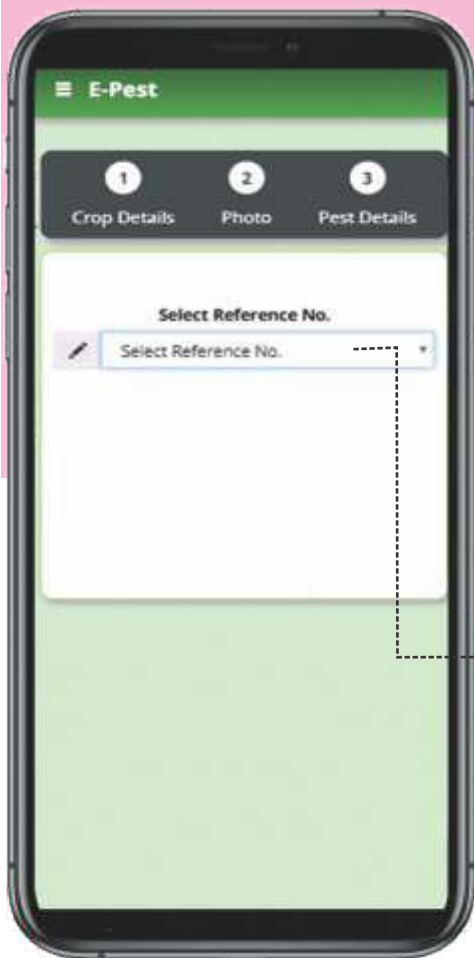 ≡ E-Pest
1 2 3
Crop Details Photo Pest Details
Select Reference No.
Select Reference No.